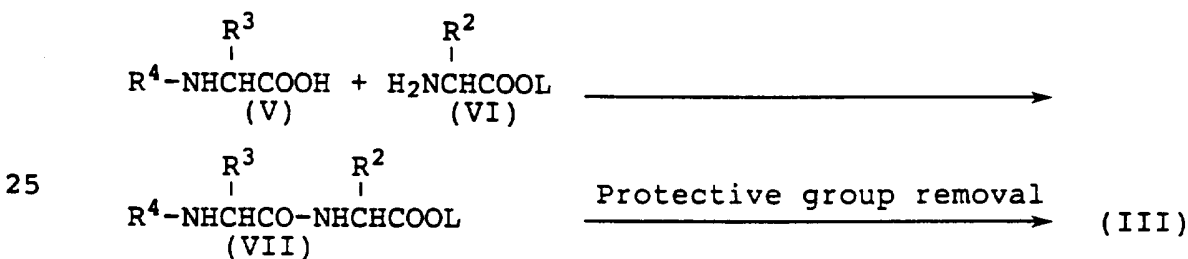 R³ R²
R⁴-NHCHCOOH + H₂NCHCOOL
(V) (VI)
R³ R²
25 R⁴-NHCHCO-NHCHCOOL Protective group removal (III)
(VII)